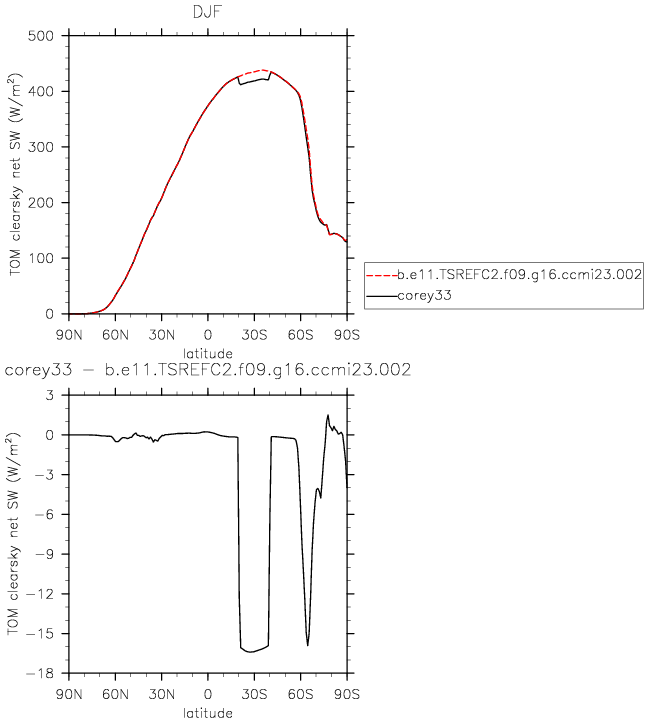 DJF
TOM clearsky net SW (W/m²)
500
400
300
200
100
0
90N 60N 30N 0 30S 60S 90S
latitude
b.e11.TSREFC2.f09.g16.ccmi23.002
corey33
corey33 − b.e11.TSREFC2.f09.g16.ccmi23.002
TOM clearsky net SW (W/m²)
3
0
−3
−6
−9
−12
−15
−18
90N 60N 30N 0 30S 60S 90S
latitude